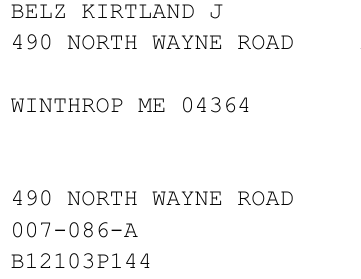 BELZ KIRTLAND J
490 NORTH WAYNE ROAD
WINTHROP ME 04364
490 NORTH WAYNE ROAD
007-086-A
B12103P144